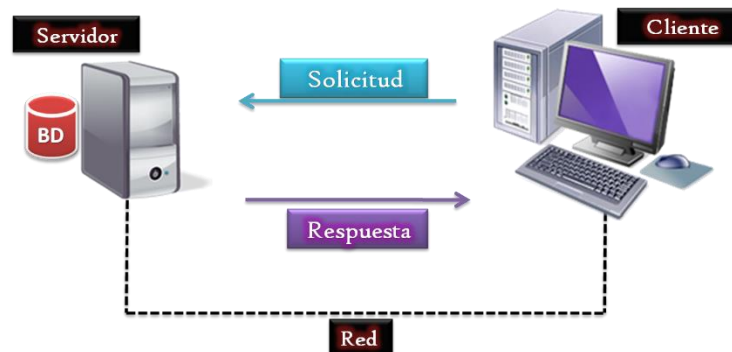 Servidor
Cliente
Solicitud
BD
Respuesta
Red